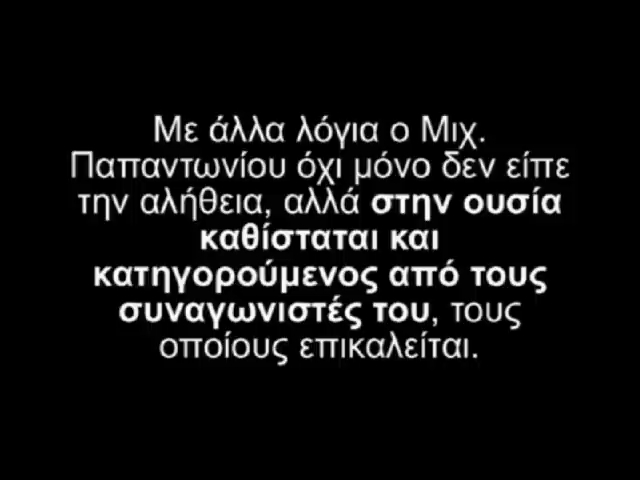 Με άλλα λόγια ο Μιχ.
Παπαντωνίου όχι μόνο δεν είπε
την αλήθεια, αλλά στην ουσία
καθίσταται και
κατηγορούμενος από τους
συναγωνιστές του, τους
οποίους επικαλείται.